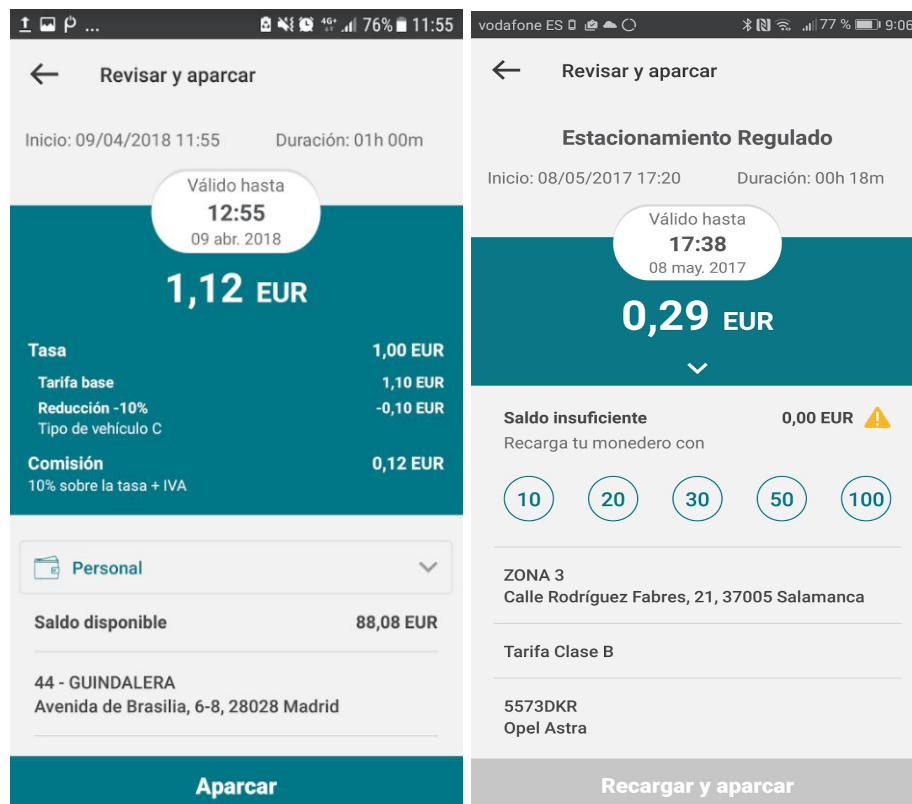 ... 4G+ 76% 11:55
Revisar y aparcar
Inicio: 09/04/2018 11:55 Duración: 01h 00m
Válido hasta
12:55
09 abr. 2018
1,12 EUR
Tasa 1,00 EUR
Tarifa base 1,10 EUR
Reducción -10% -0,10 EUR
Tipo de vehículo C
Comisión 0,12 EUR
10% sobre la tasa + IVA
Personal
Saldo disponible 88,08 EUR
44 - GUINDALERA
Avenida de Brasilia, 6-8, 28028 Madrid
Aparcar
vodafone ES 77 % 9:06
Revisar y aparcar
Estacionamiento Regulado
Inicio: 08/05/2017 17:20 Duración: 00h 18m
Válido hasta
17:38
08 may. 2017
0,29 EUR
Saldo insuficiente 0,00 EUR
Recarga tu monedero con
10 20 30 50 100
ZONA 3
Calle Rodríguez Fabres, 21, 37005 Salamanca
Tarifa Clase B
5573DKR
Opel Astra
Recargar y aparcar